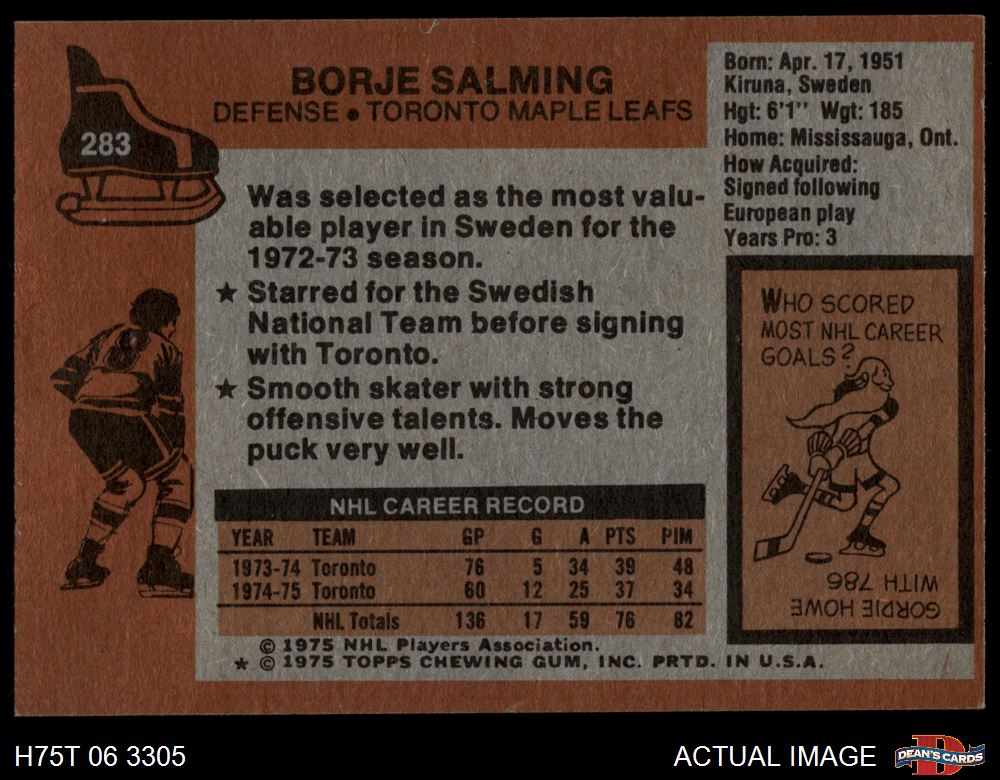 BORJE SALMING
DEFENSE • TORONTO MAPLE LEAFS
283
Born: Apr. 17, 1951
Kiruna, Sweden
Hgt: 6'1" Wgt: 185
Home: Mississauga, Ont.
How Acquired:
Signed following
European play
Years Pro: 3
Was selected as the most valu-
able player in Sweden for the
1972-73 season.
★ Starred for the Swedish
National Team before signing
with Toronto.
★ Smooth skater with strong
offensive talents. Moves the
puck very well.
WHO SCORED
MOST NHL CAREER
GOALS?
GORDIE HOWE
WITH 786
NHL CAREER RECORD
YEAR TEAM GP G A PTS PIM
1973-74 Toronto 76 5 34 39 48
1974-75 Toronto 60 12 25 37 34
NHL Totals 136 17 59 76 82
© 1975 NHL Players Association.
* © 1975 TOPPS CHEWING GUM, INC. PRTD. IN U.S.A.
H75T 06 3305
ACTUAL IMAGE
D
DEAN'S CARDS